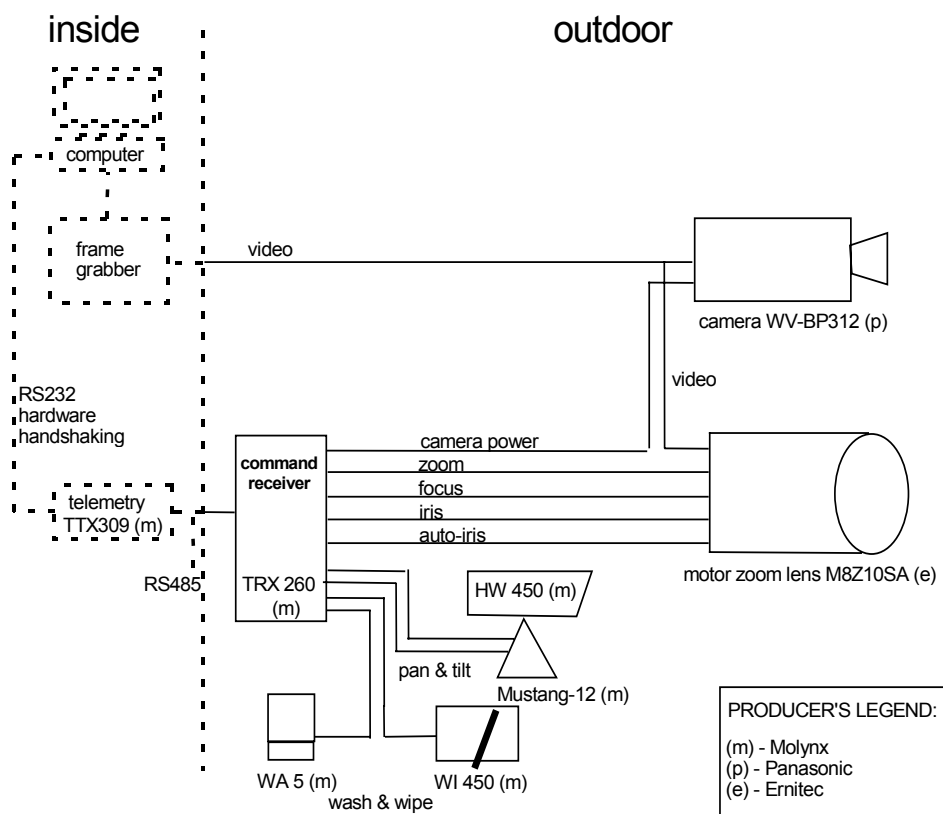 inside
outdoor
computer
frame
grabber
video
camera WV-BP312 (p)
video
RS232
hardware
handshaking
camera power
zoom
focus
iris
auto-iris
command
receiver
telemetry
TTX309 (m)
RS485
TRX 260
(m)
motor zoom lens M8Z10SA (e)
HW 450 (m)
pan & tilt
Mustang-12 (m)
WA 5 (m)
WI 450 (m)
wash & wipe
PRODUCER'S LEGEND:
(m) - Molynx
(p) - Panasonic
(e) - Ernitec